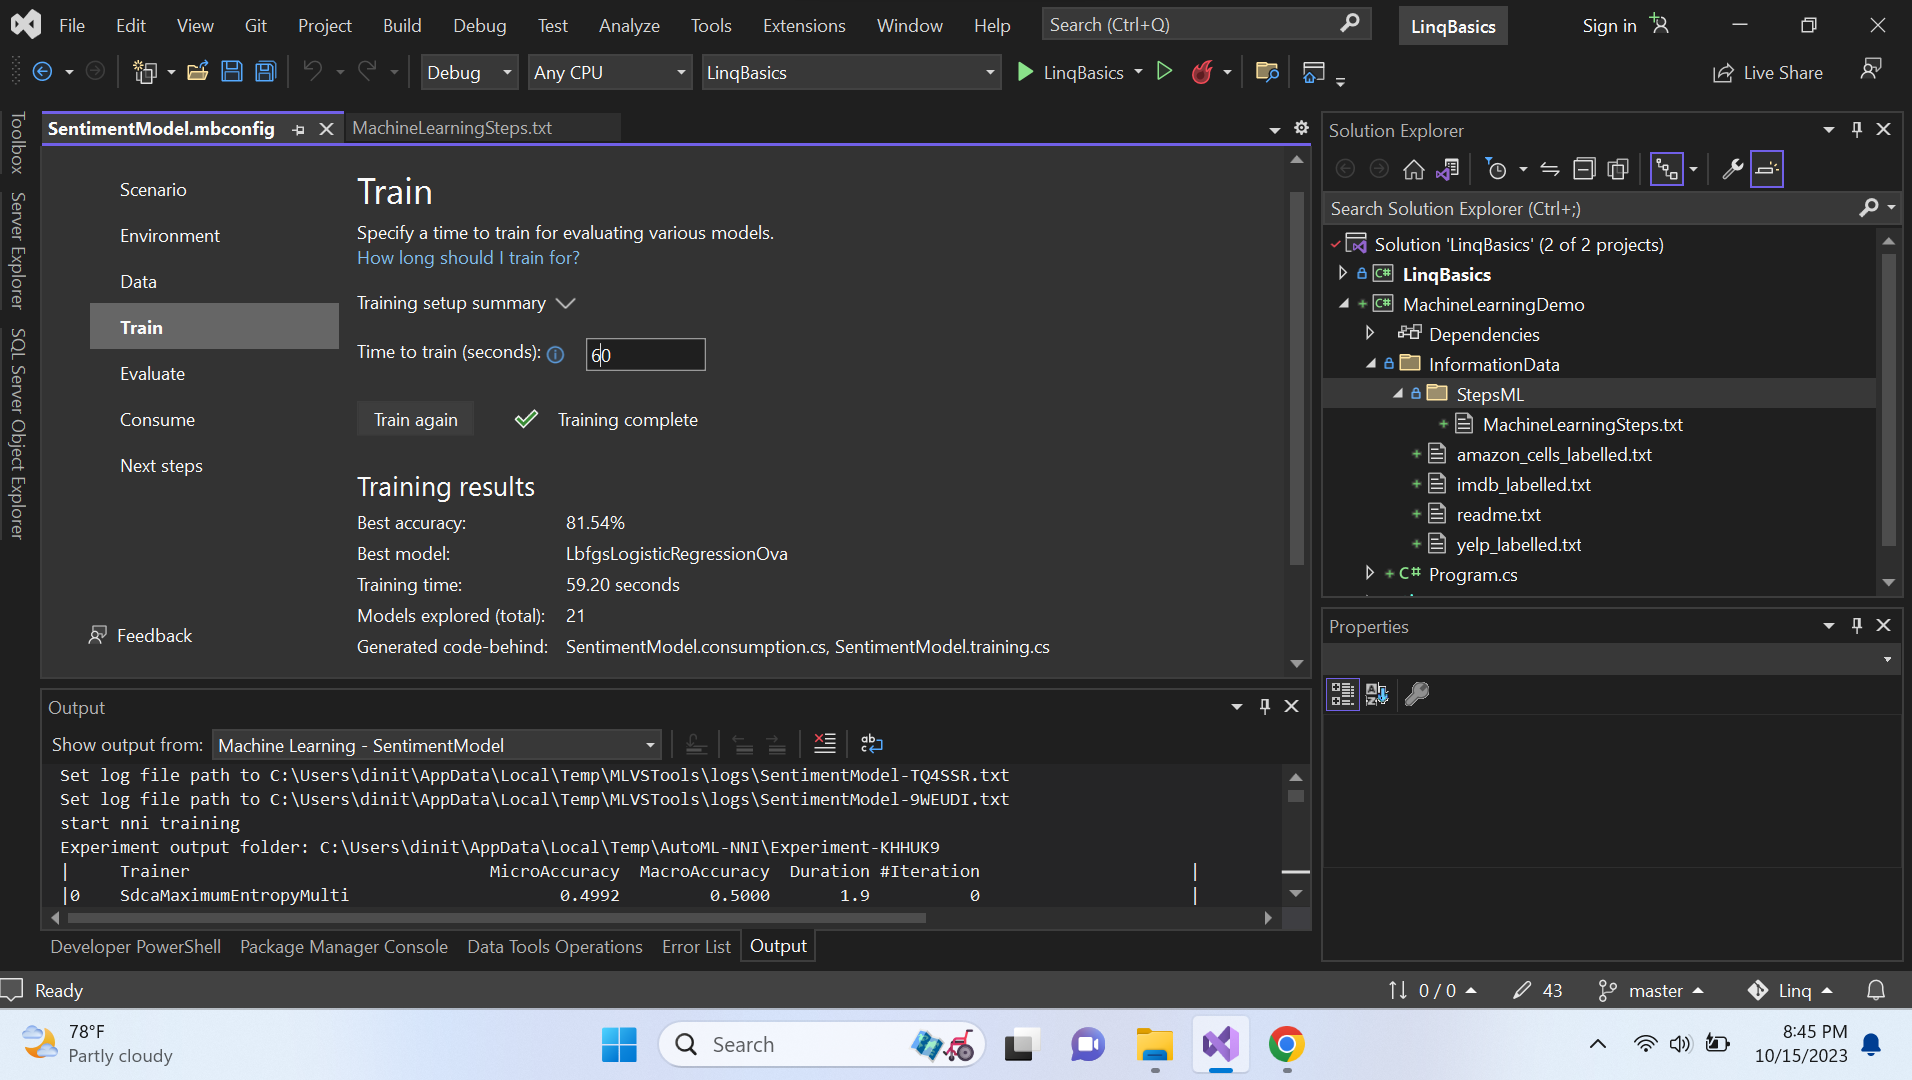 File Edit View Git Project Build Debug Test Analyze Tools Extensions Window Help Search (Ctrl+Q) LinqBasics Sign in
Debug Any CPU LinqBasics LinqBasics Live Share
Toolbox
Server Explorer
SQL Server Object Explorer
SentimentModel.mbconfig MachineLearningSteps.txt
Scenario
Environment
Data
Train
Evaluate
Consume
Next steps
Feedback
Train
Specify a time to train for evaluating various models.
How long should I train for?
Training setup summary
Time to train (seconds): 60
Train again Training complete
Training results
Best accuracy: 81.54%
Best model: LbfgsLogisticRegressionOva
Training time: 59.20 seconds
Models explored (total): 21
Generated code-behind: SentimentModel.consumption.cs, SentimentModel.training.cs
Output
Show output from: Machine Learning - SentimentModel
Set log file path to C:\Users\dinit\AppData\Local\Temp\MLVSTools\logs\SentimentModel-TQ4SSR.txt
Set log file path to C:\Users\dinit\AppData\Local\Temp\MLVSTools\logs\SentimentModel-9WEUDI.txt
start nni training
Experiment output folder: C:\Users\dinit\AppData\Local\Temp\AutoML-NNI\Experiment-KHHUK9
| Trainer MicroAccuracy MacroAccuracy Duration #Iteration |
|0 SdcaMaximumEntropyMulti 0.4992 0.5000 1.9 0 |
Developer PowerShell Package Manager Console Data Tools Operations Error List Output
Solution Explorer
Search Solution Explorer (Ctrl+;)
Solution 'LinqBasics' (2 of 2 projects)
C# LinqBasics
C# MachineLearningDemo
Dependencies
InformationData
StepsML
MachineLearningSteps.txt
amazon_cells_labelled.txt
imdb_labelled.txt
readme.txt
yelp_labelled.txt
C# Program.cs
Properties
Ready 0 / 0 43 master Linq
78°F
Partly cloudy
Search
8:45 PM
10/15/2023